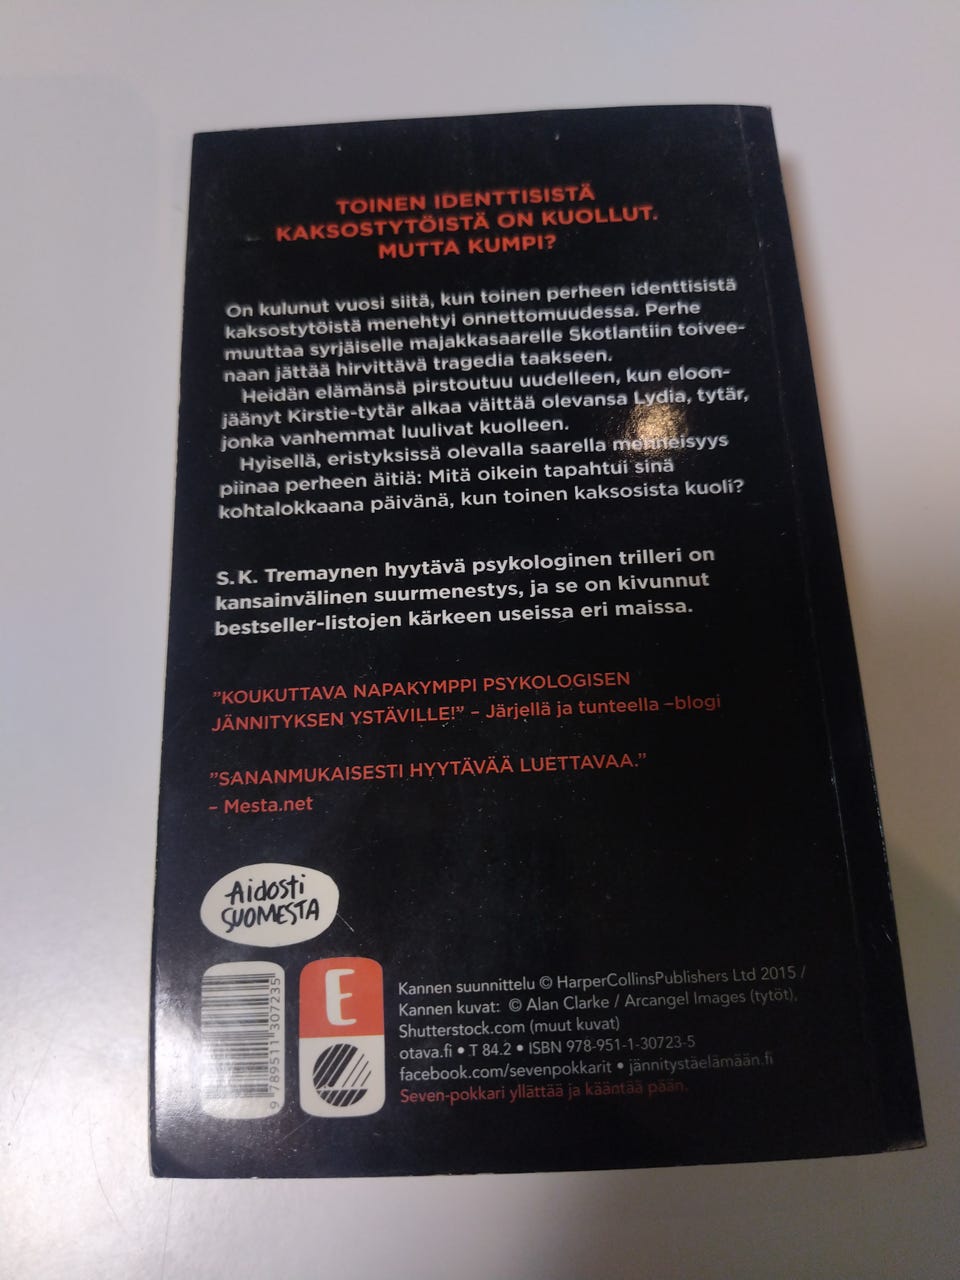 TOINEN IDENTTISISTÄ
KAKSOSTYTÖISTÄ ON KUOLLUT.
MUTTA KUMPI?
On kulunut vuosi siitä, kun toinen perheen identtisistä
kaksostytöistä menehtyi onnettomuudessa. Perhe
muuttaa syrjäiselle majakkasaarelle Skotlantiin toivee-
naan jättää hirvittävä tragedia taakseen.
Heidän elämänsä pirstoutuu uudelleen, kun eloon-
jäänyt Kirstie-tytär alkaa väittää olevansa Lydia, tytär,
jonka vanhemmat luulivat kuolleen.
Hyisellä, eristyksissä olevalla saarella menneisyys
piinaa perheen äitiä: Mitä oikein tapahtui sinä
kohtalokkaana päivänä, kun toinen kaksosista kuoli?
S. K. Tremaynen hyytävä psykologinen trilleri on
kansainvälinen suurmenestys, ja se on kivunnut
bestseller-listojen kärkeen useissa eri maissa.
”KOUKUTTAVA NAPAKYMPPI PSYKOLOGISEN
JÄNNITYKSEN YSTÄVILLE!” – Järjellä ja tunteella –blogi
”SANANMUKAISESTI HYYTÄVÄÄ LUETTAVAA.”
– Mesta.net
Aidosti
SUOMESTA
9 789511 307235
E
Kannen suunnittelu © HarperCollinsPublishers Ltd 2015 /
Kannen kuvat: © Alan Clarke / Arcangel Images (tytöt),
Shutterstock.com (muut kuvat)
otava.fi • T 84.2 • ISBN 978-951-1-30723-5
facebook.com/sevenpokkarit • jännitystäelämään.fi
Seven-pokkari yllättää ja kääntää pään.